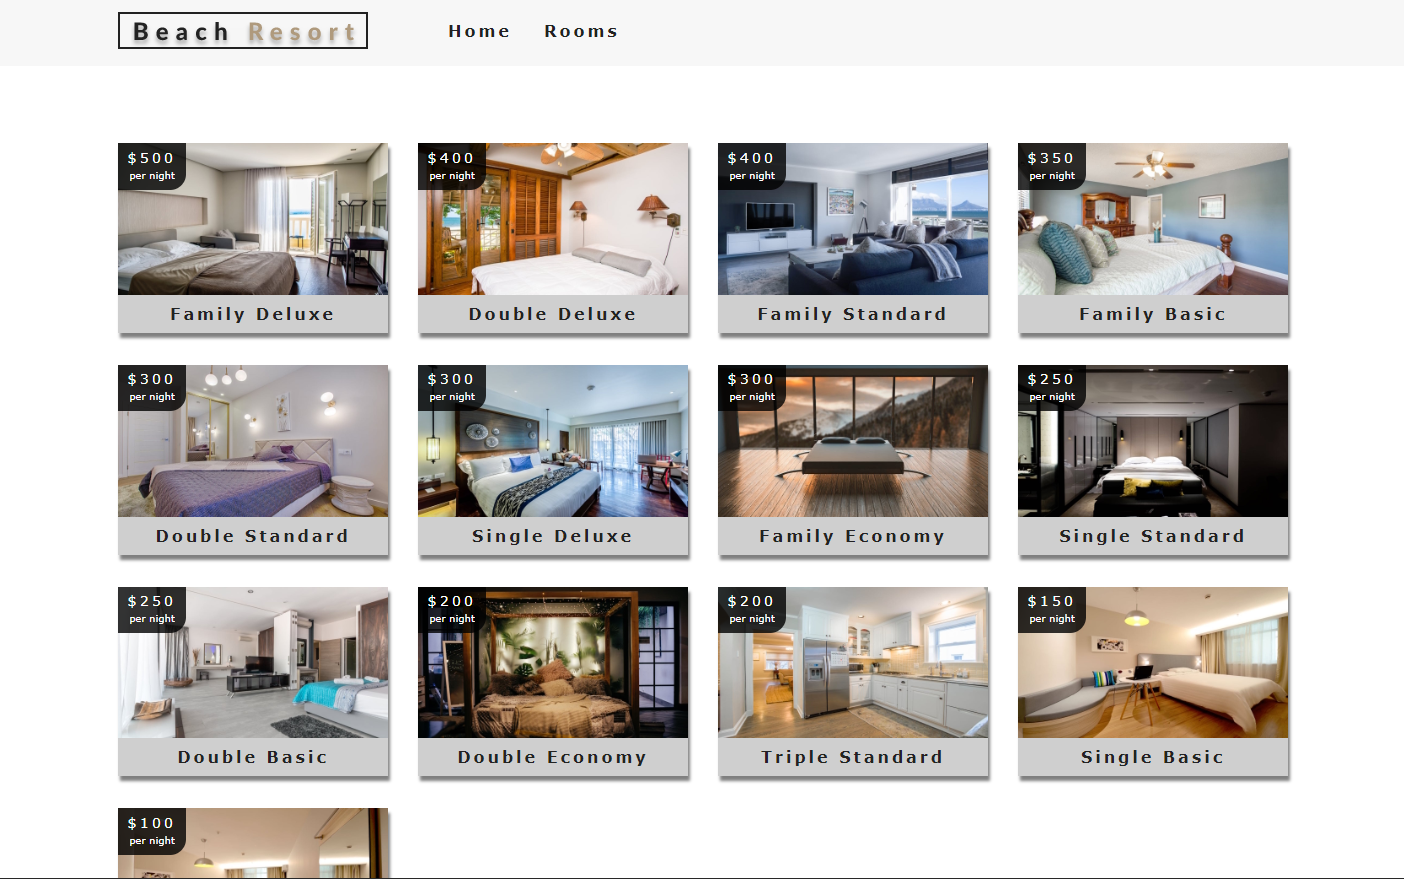 Beach Resort
Home Rooms
$500
per night
Family Deluxe
$400
per night
Double Deluxe
$400
per night
Family Standard
$350
per night
Family Basic
$300
per night
Double Standard
$300
per night
Single Deluxe
$300
per night
Family Economy
$250
per night
Single Standard
$250
per night
Double Basic
$200
per night
Double Economy
$200
per night
Triple Standard
$150
per night
Single Basic
$100
per night